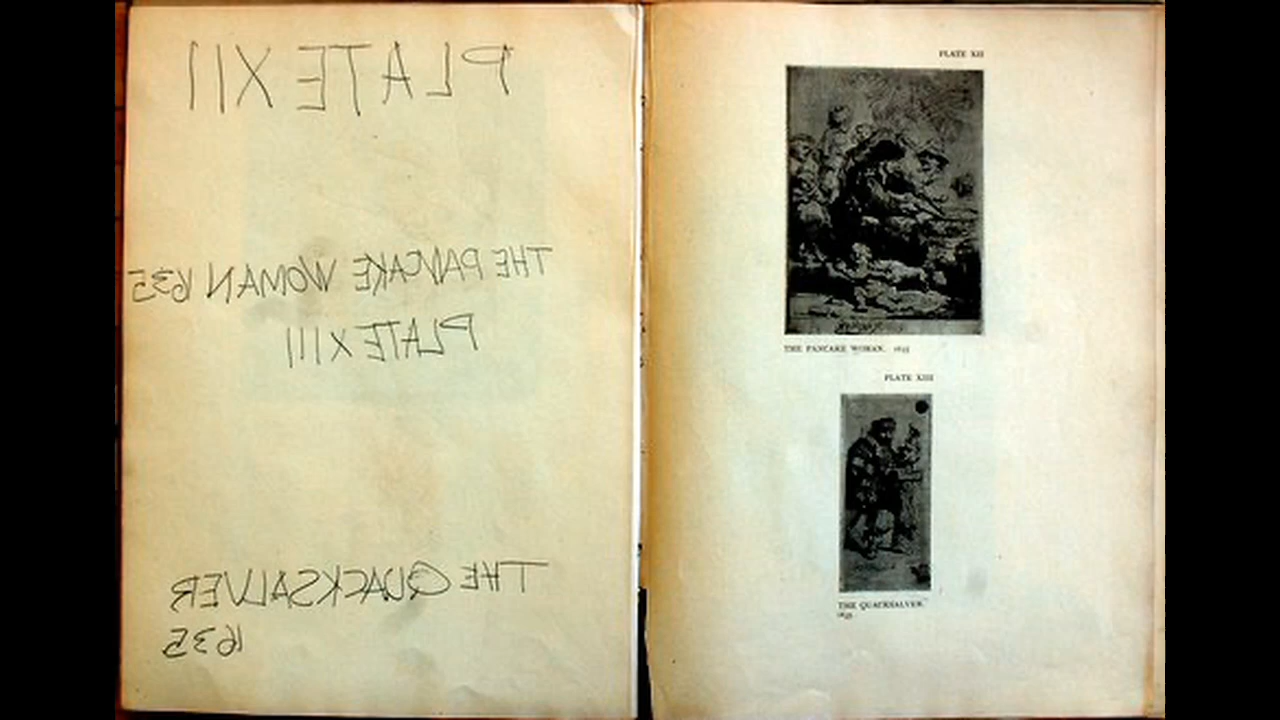 PLATE XII
THE PANCAKE WOMAN 1635
PLATE XIII
THE QUACKSALVER
1635
PLATE XII
THE PANCAKE WOMAN. 1635
PLATE XIII
THE QUACKSALVER.
1635